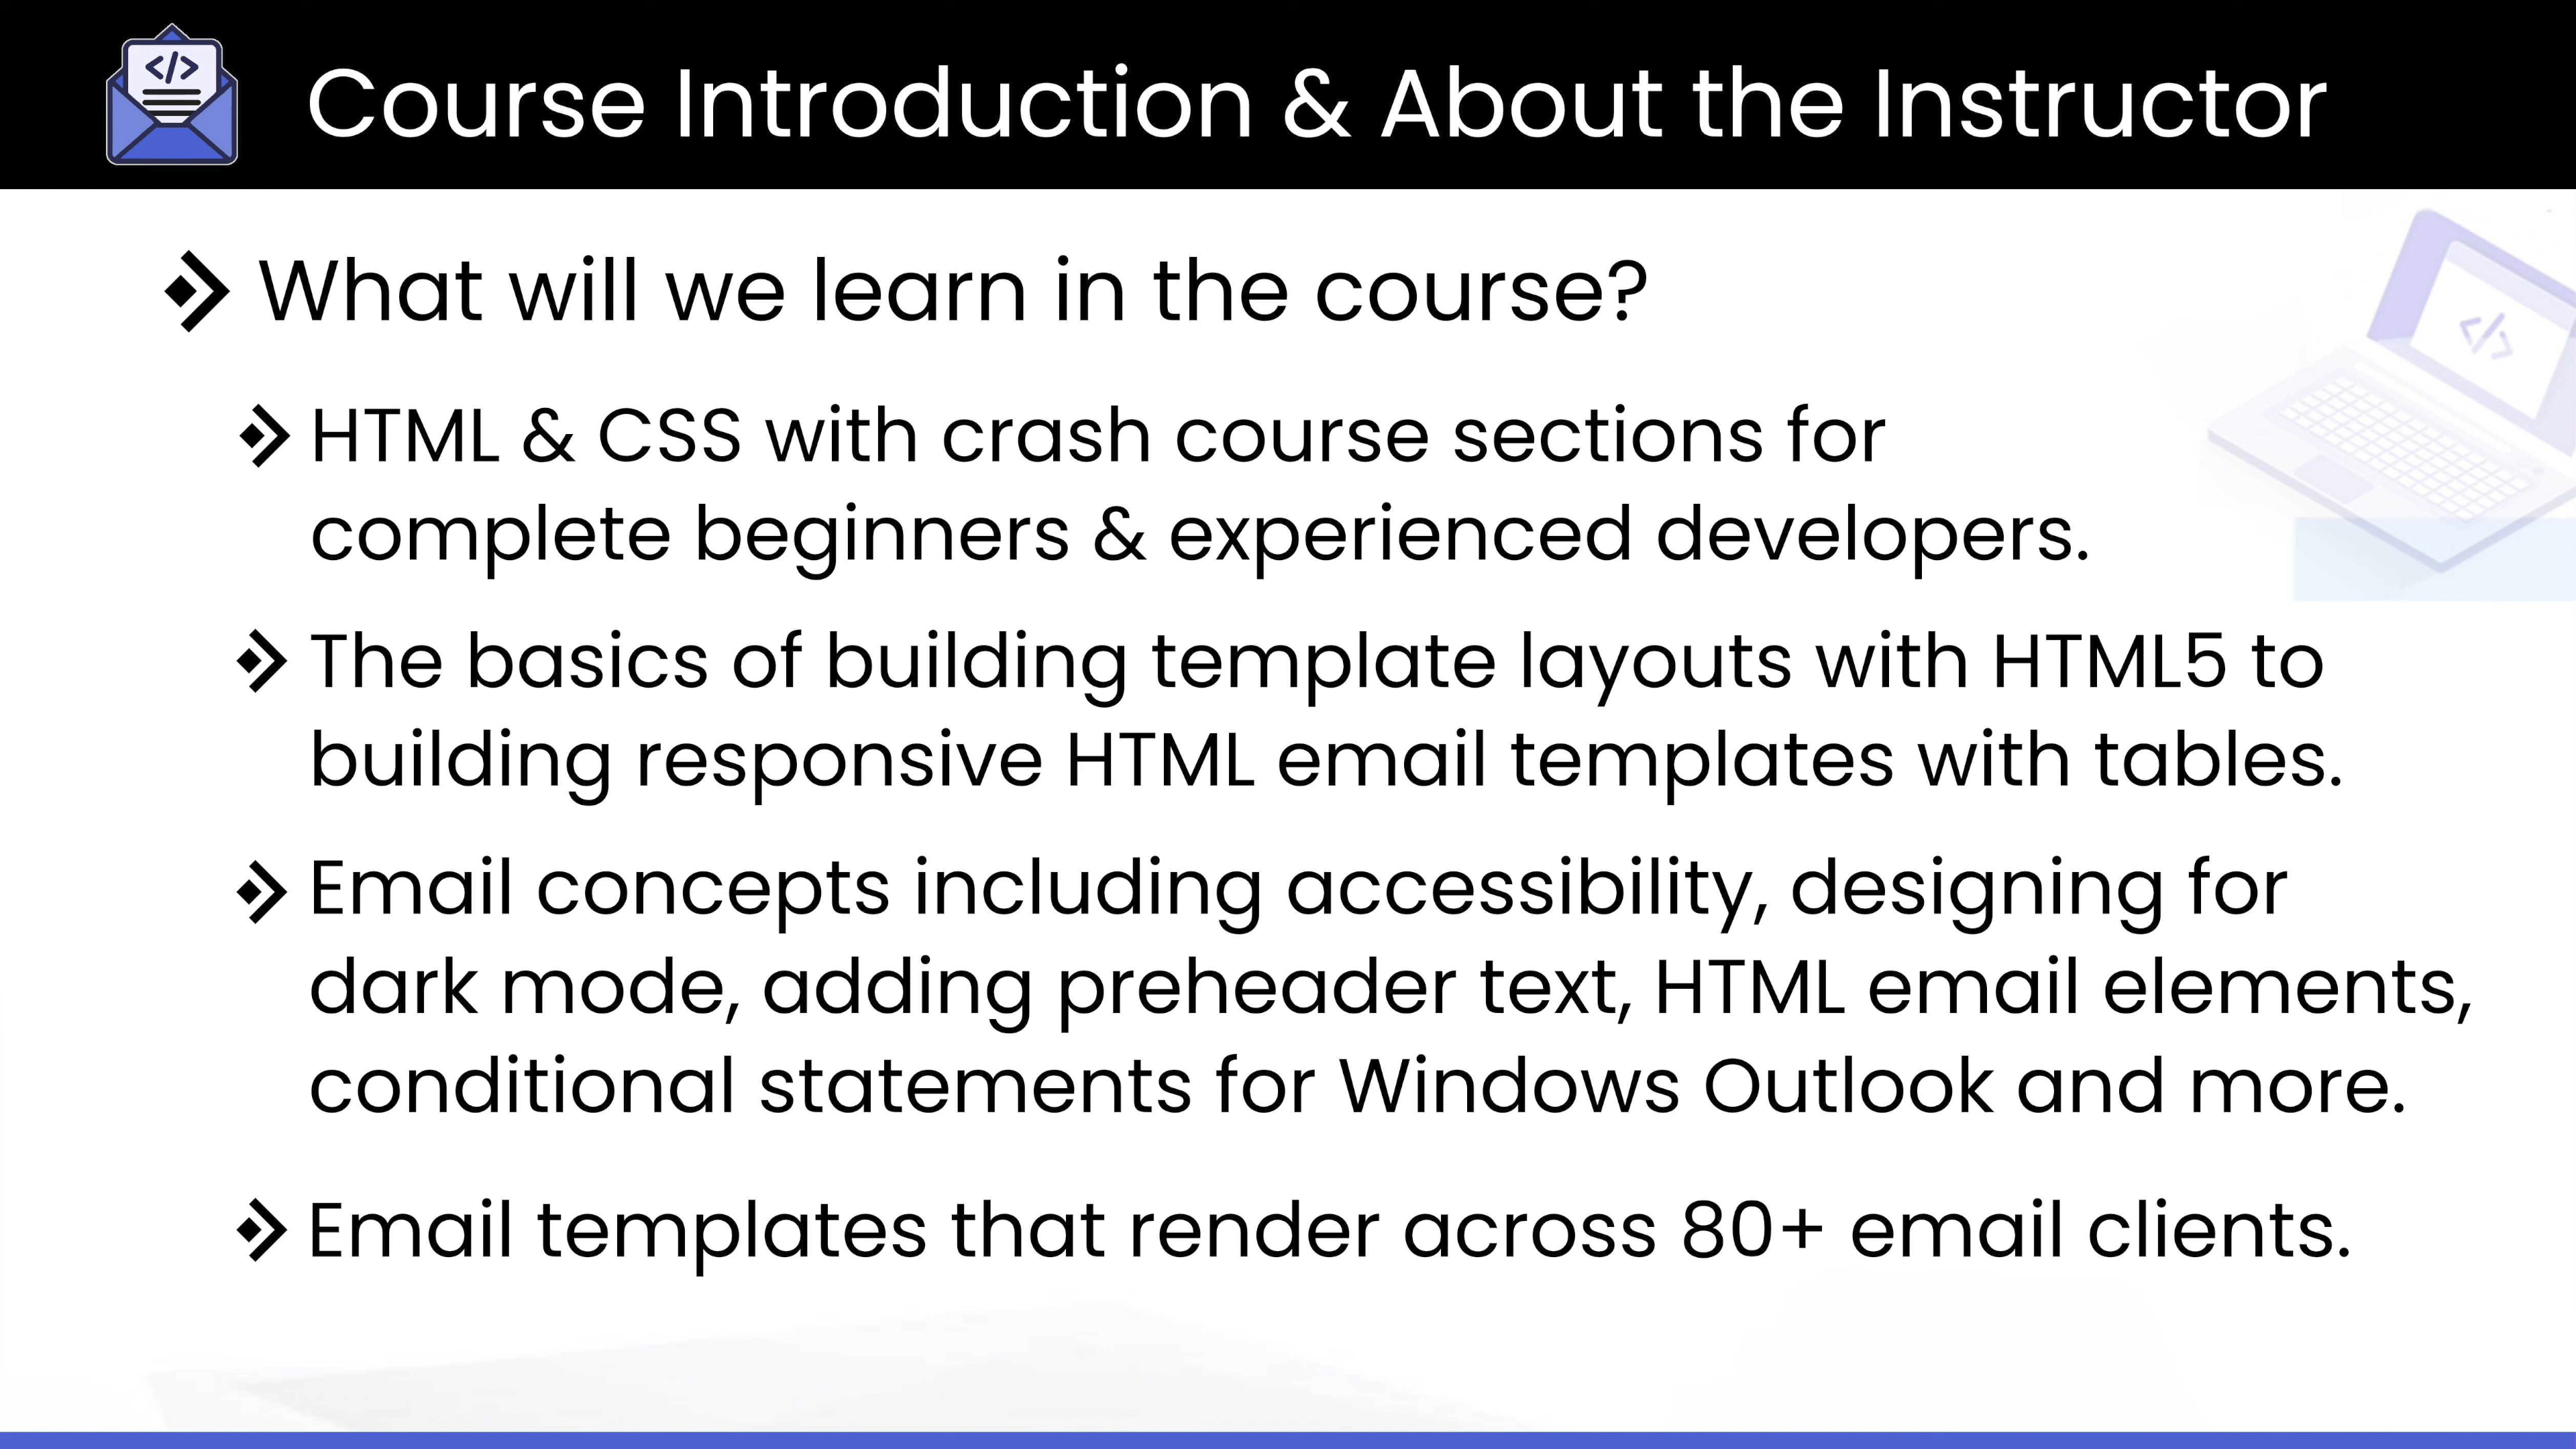 </>
Course Introduction & About the Instructor
What will we learn in the course?
</>
HTML & CSS with crash course sections for
complete beginners & experienced developers.
The basics of building template layouts with HTML5 to
building responsive HTML email templates with tables.
Email concepts including accessibility, designing for
dark mode, adding preheader text, HTML email elements,
conditional statements for Windows Outlook and more.
Email templates that render across 80+ email clients.